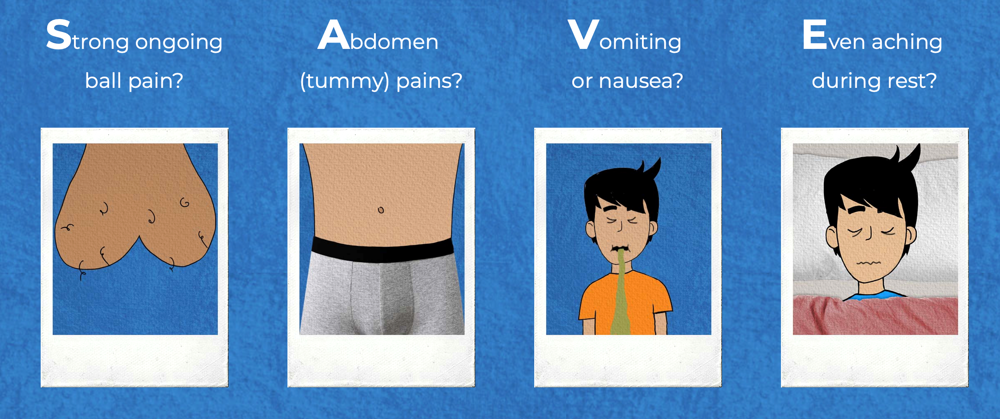 Strong ongoing
ball pain?
Abdomen
(tummy) pains?
Vomiting
or nausea?
Even aching
during rest?